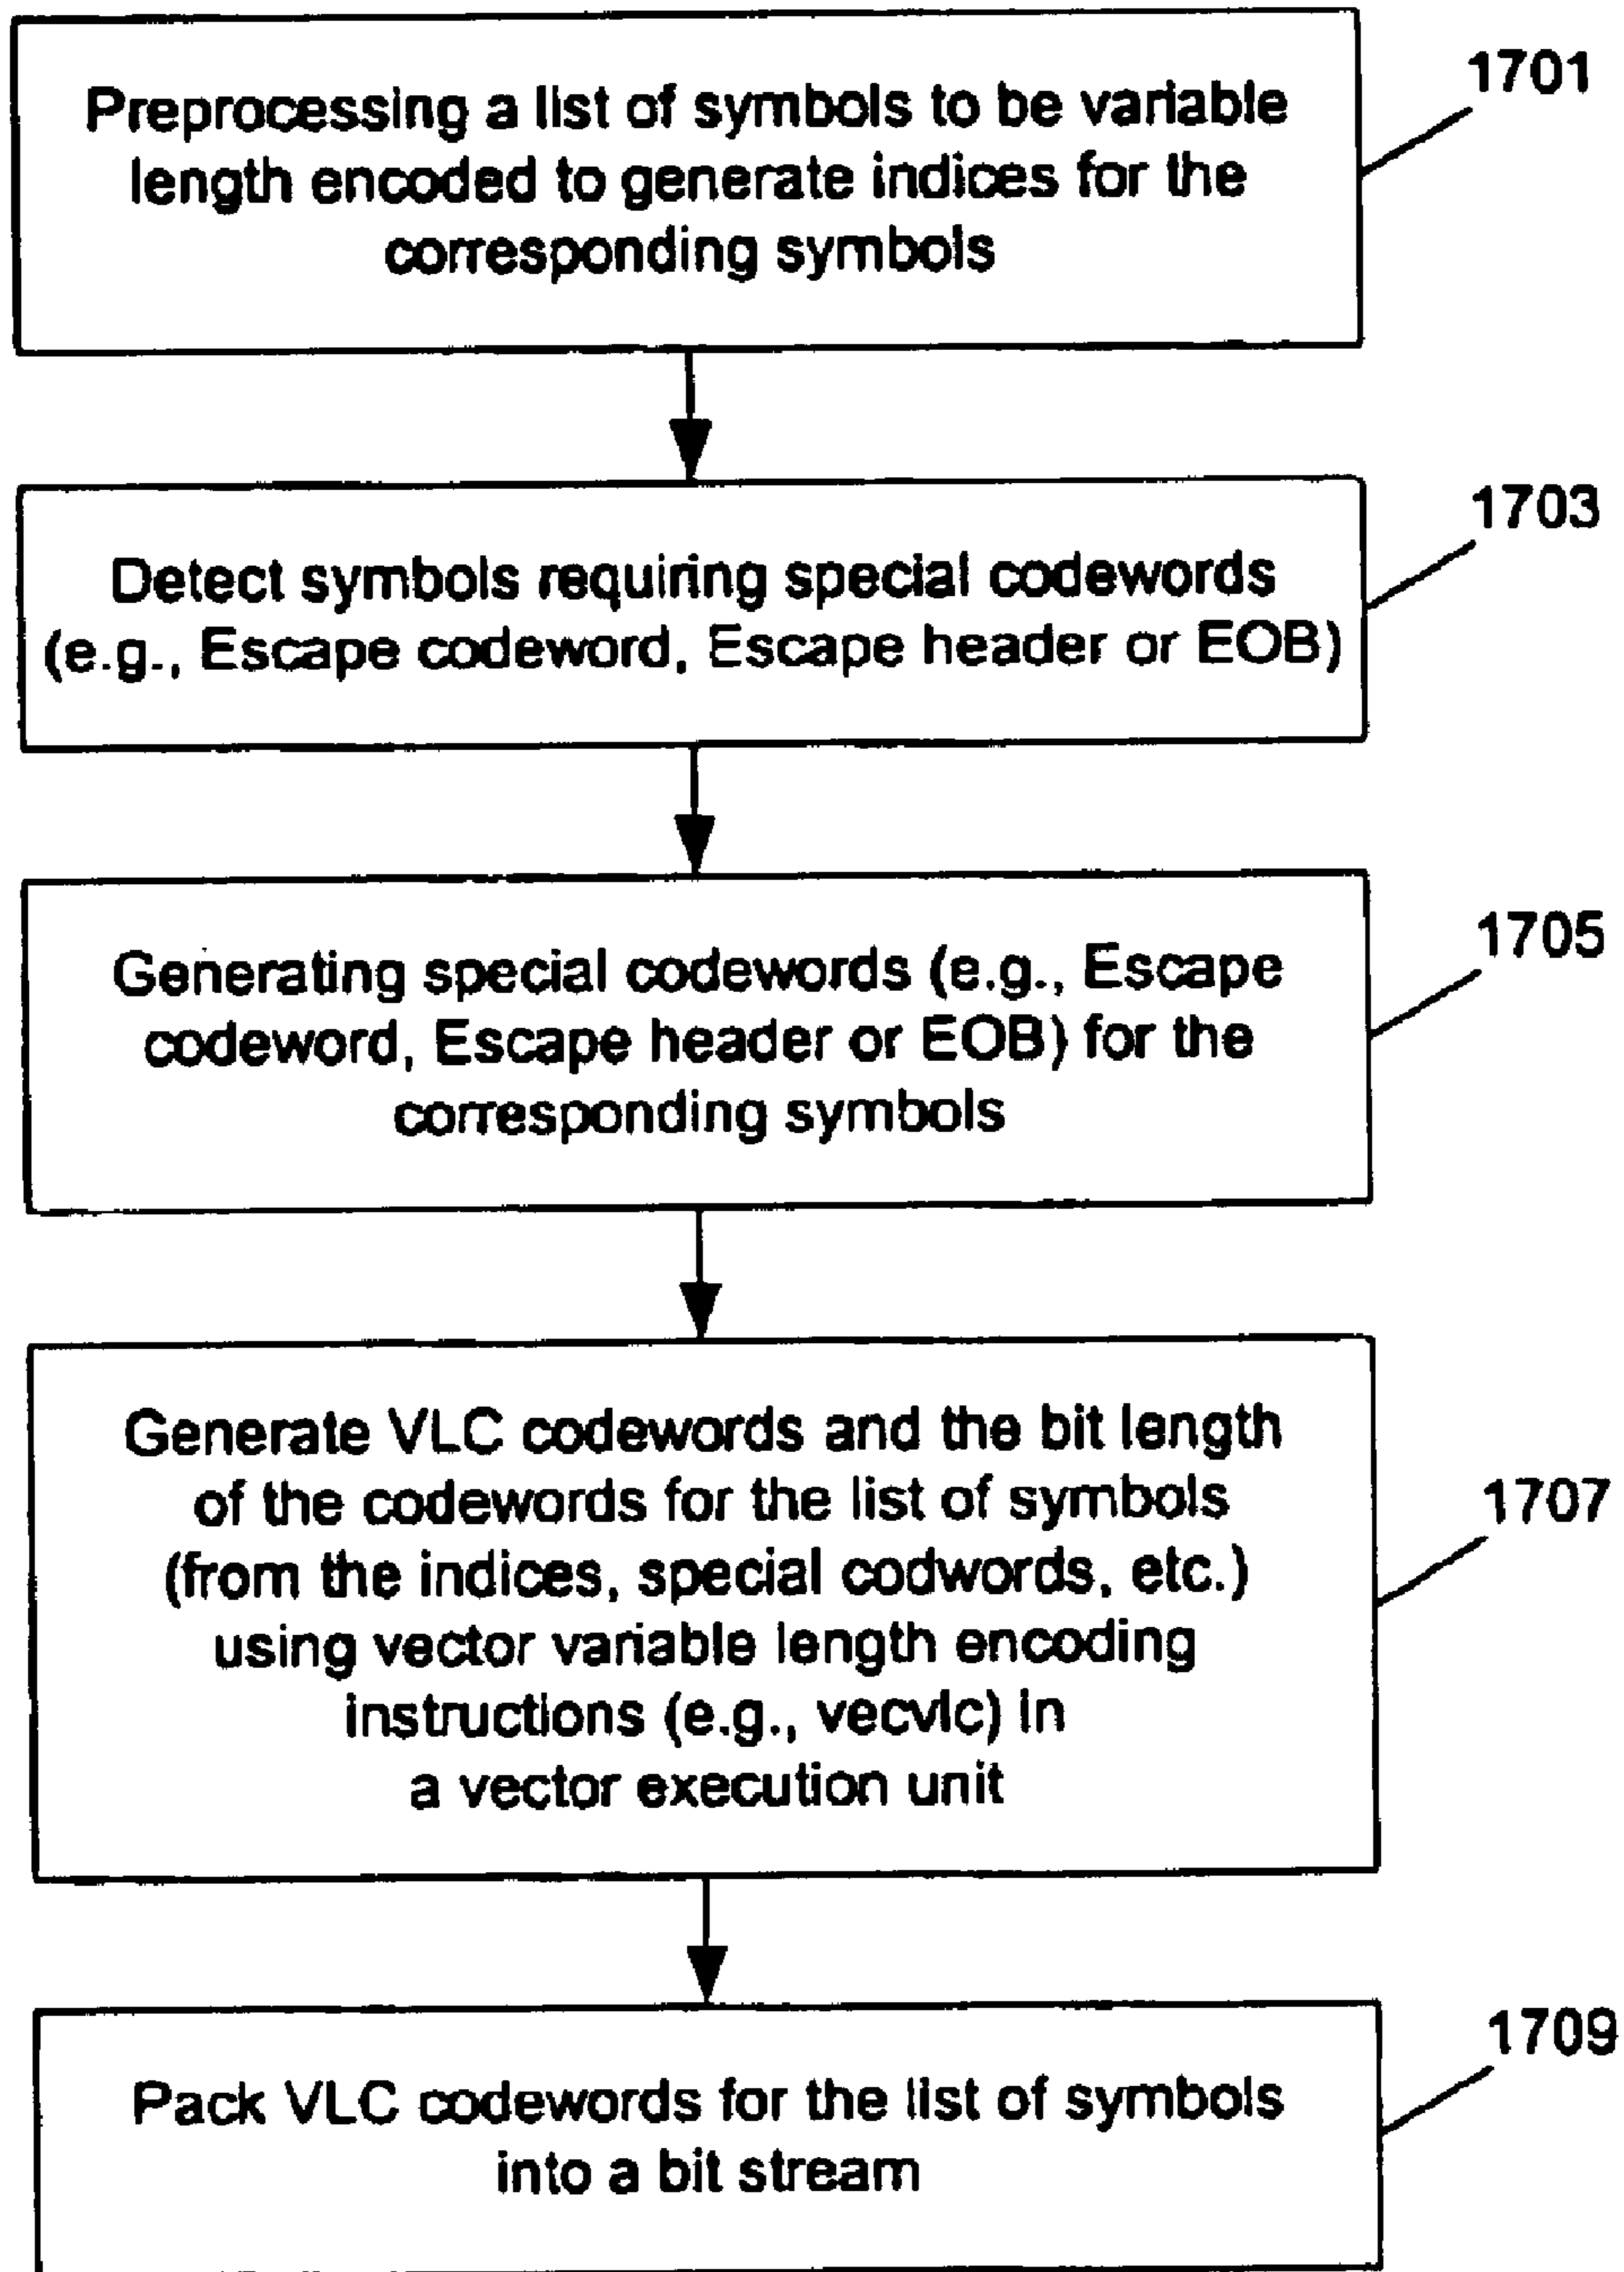 Preprocessing a list of symbols to be variable
length encoded to generate indices for the
corresponding symbols
1701
Detect symbols requiring special codewords
(e.g., Escape codeword, Escape header or EOB)
1703
Generating special codewords (e.g., Escape
codeword, Escape header or EOB) for the
corresponding symbols
1705
Generate VLC codewords and the bit length
of the codewords for the list of symbols
(from the indices, special codwords, etc.)
using vector variable length encoding
instructions (e.g., vecvlc) in
a vector execution unit
1707
Pack VLC codewords for the list of symbols
into a bit stream
1709